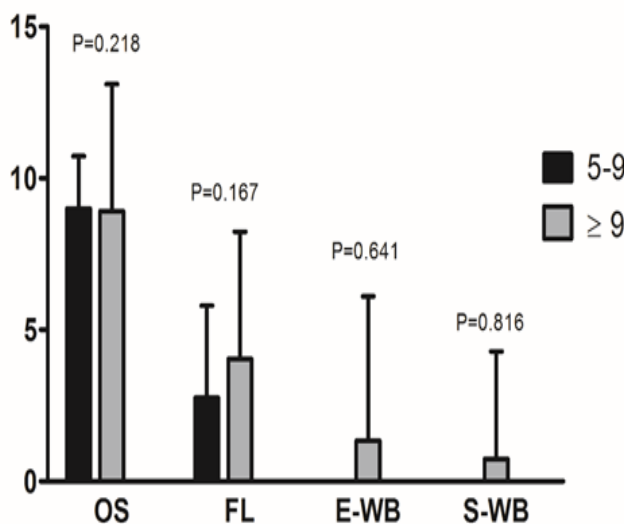 15
P=0.218
10
P=0.167
5-9
≥ 9
P=0.641
5
P=0.816
0
OS FL E-WB S-WB